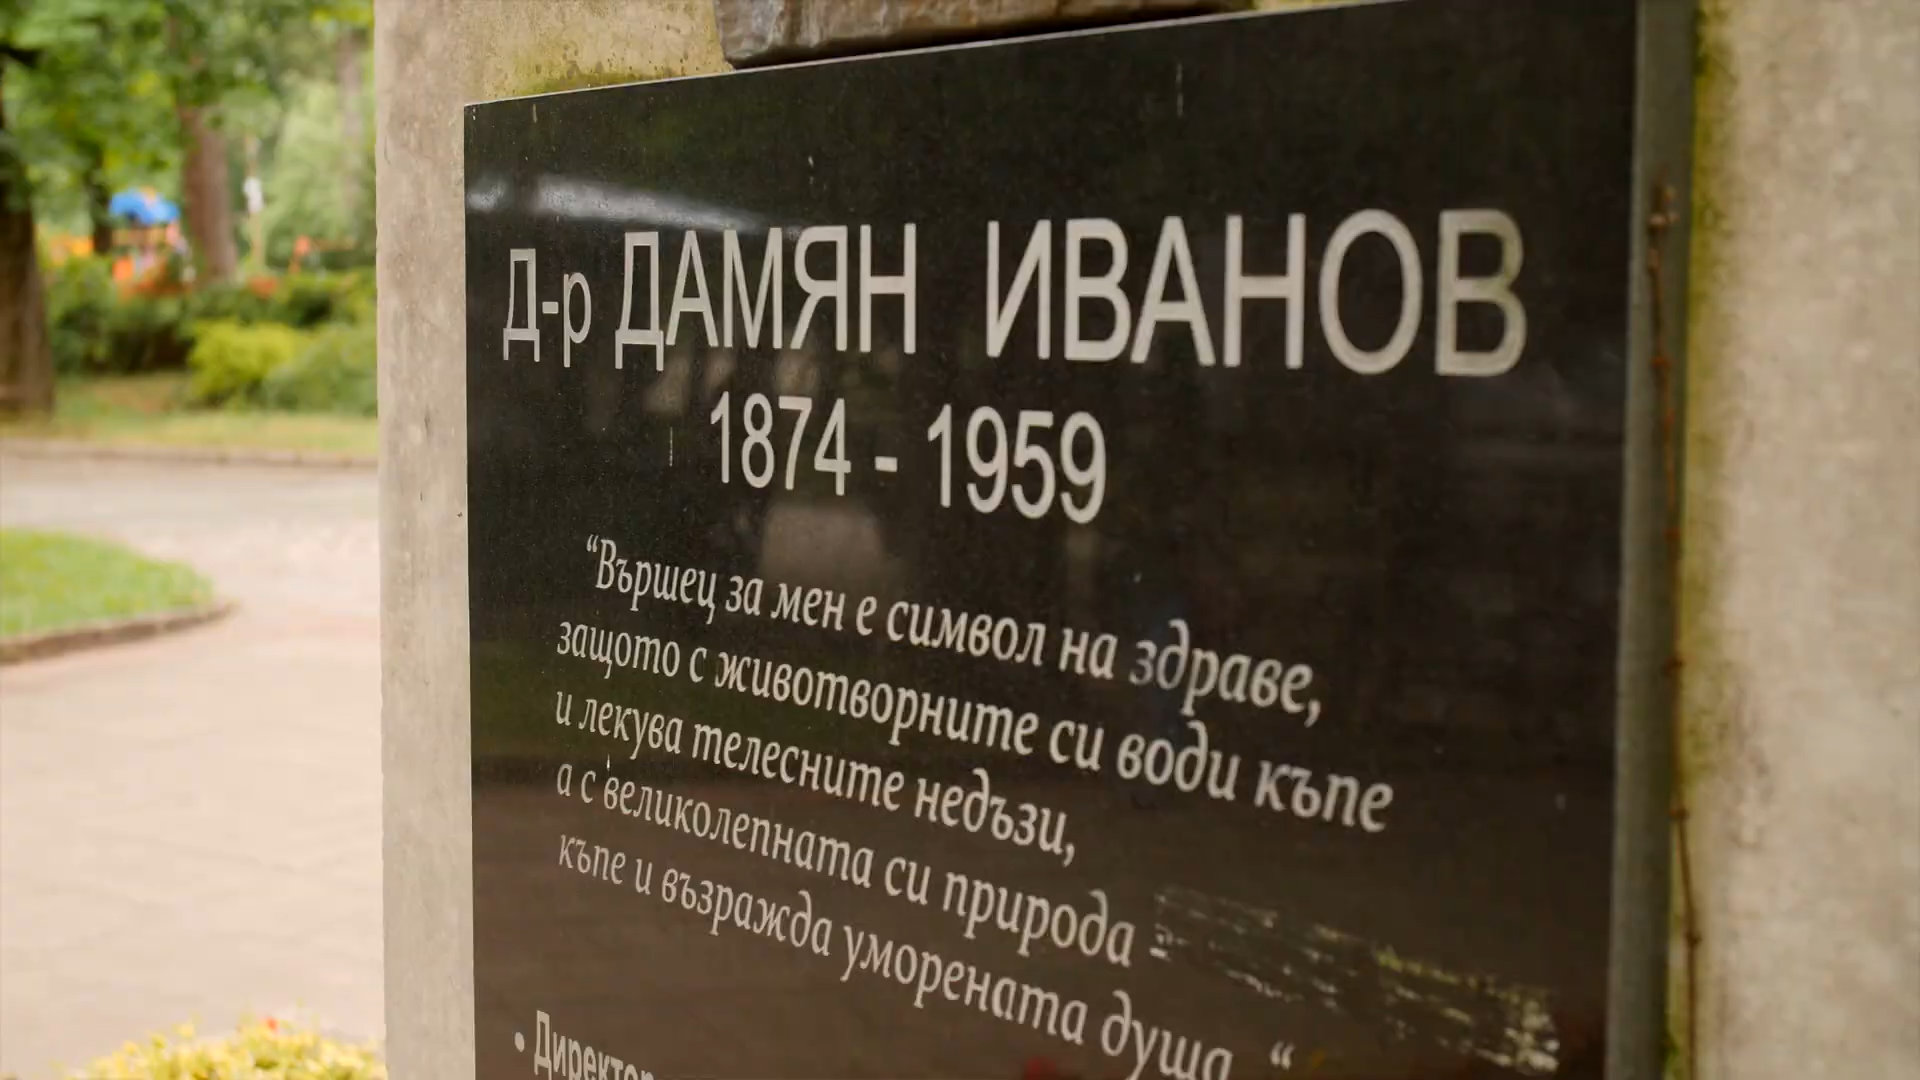 Д-р ДАМЯН ИВАНОВ
1874 - 1959
“Вършец за мен е символ на здраве,
защото с животворните си води къпе
и лекува телесните недъзи,
а с великолепната си природа -
къпе и възражда уморената душа “
• Директор